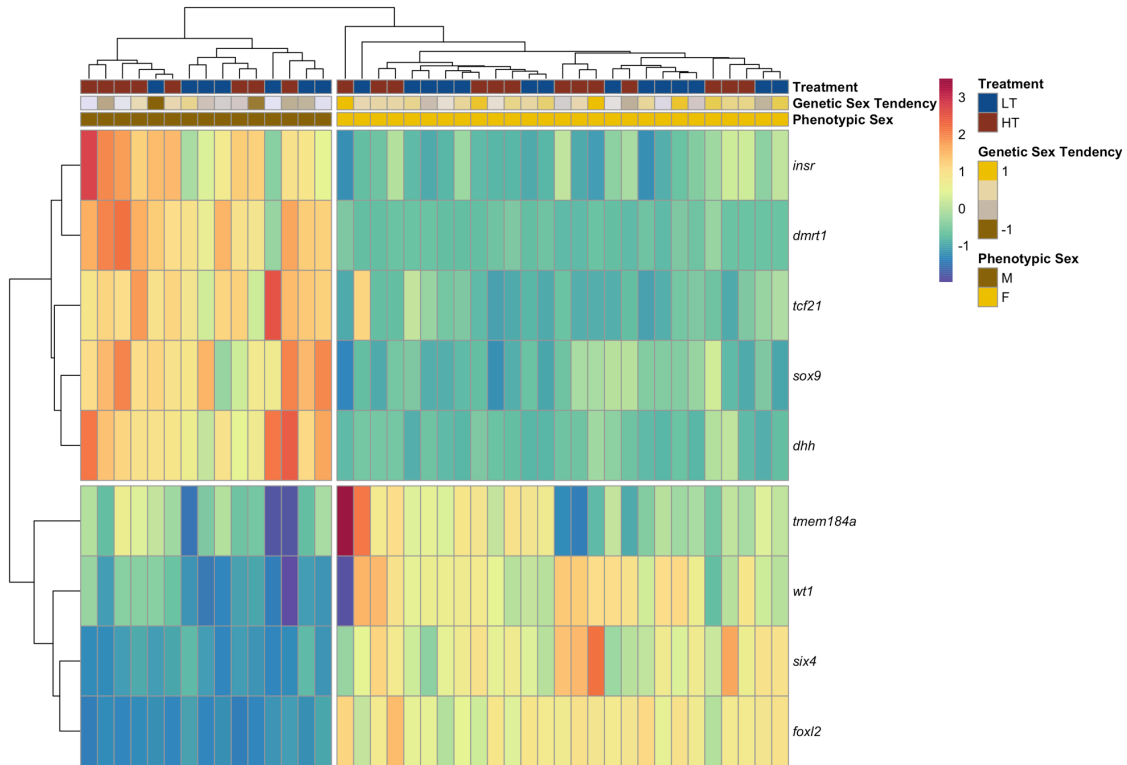 Treatment
Genetic Sex Tendency
Phenotypic Sex
insr
dmrt1
tcf21
sox9
dhh
tmem184a
wt1
six4
foxl2
3
2
1
0
-1
Treatment
LT
HT
Genetic Sex Tendency
1
0
-1
Phenotypic Sex
M
F